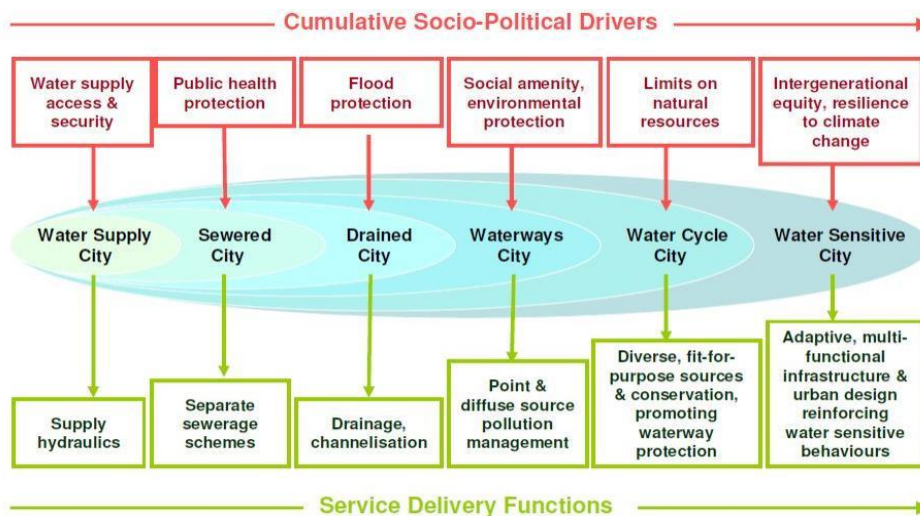 Cumulative Socio-Political Drivers
Water supply
access &
security
Public health
protection
Flood
protection
Social amenity,
environmental
protection
Limits on
natural
resources
Intergenerational
equity, resilience
to climate
change
Water Supply
City
Sewered
City
Drained
City
Waterways
City
Water Cycle
City
Water Sensitive
City
Supply
hydraulics
Separate
sewerage
schemes
Drainage,
channelisation
Point &
diffuse source
pollution
management
Diverse, fit-for-
purpose sources
& conservation,
promoting
waterway
protection
Adaptive, multi-
functional
infrastructure &
urban design
reinforcing
water sensitive
behaviours
Service Delivery Functions